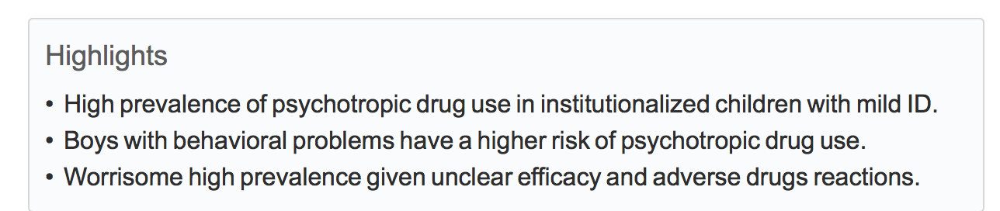 Highlights
• High prevalence of psychotropic drug use in institutionalized children with mild ID.
• Boys with behavioral problems have a higher risk of psychotropic drug use.
• Worrisome high prevalence given unclear efficacy and adverse drugs reactions.